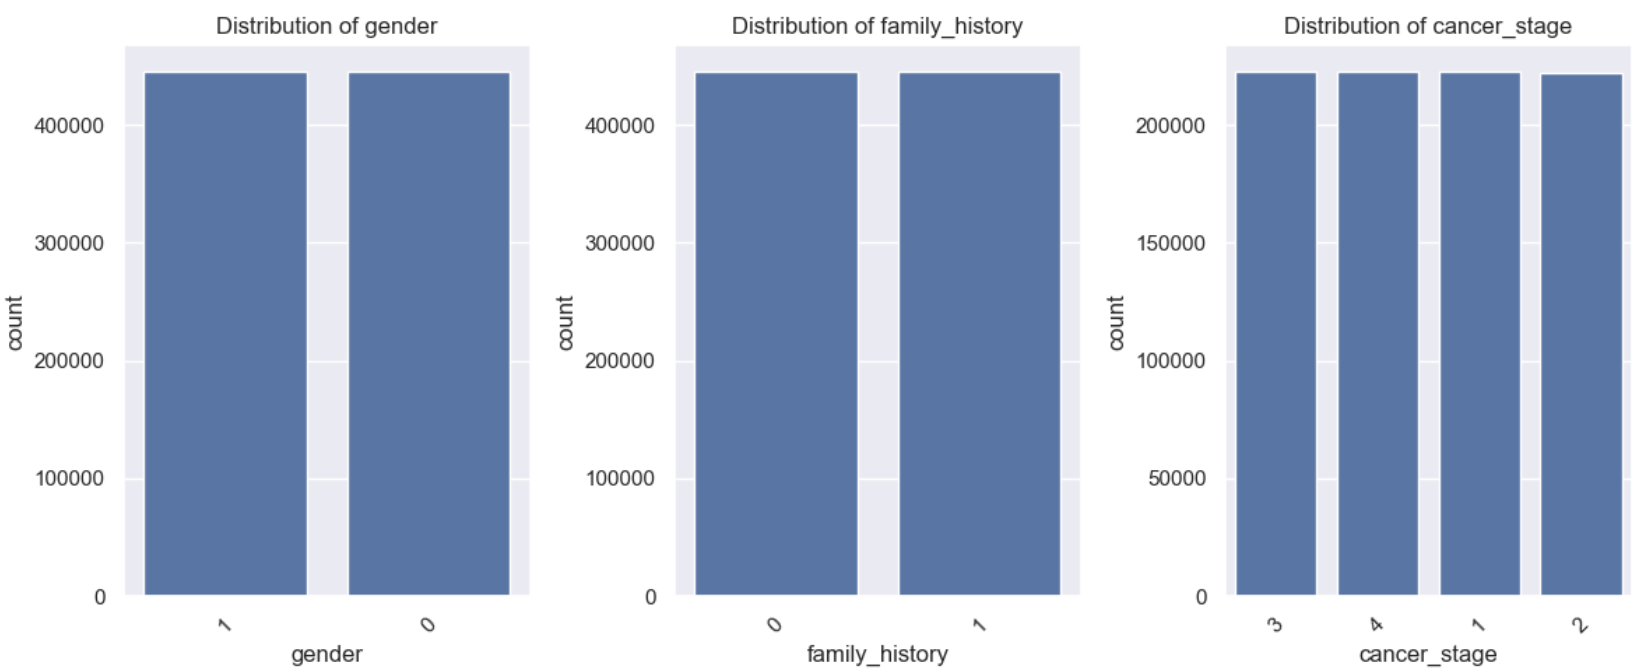 Distribution of gender
count
400000
300000
200000
100000
0
1
0
gender
Distribution of family_history
count
400000
300000
200000
100000
0
0
1
family_history
Distribution of cancer_stage
count
200000
150000
100000
50000
0
3
4
1
2
cancer_stage